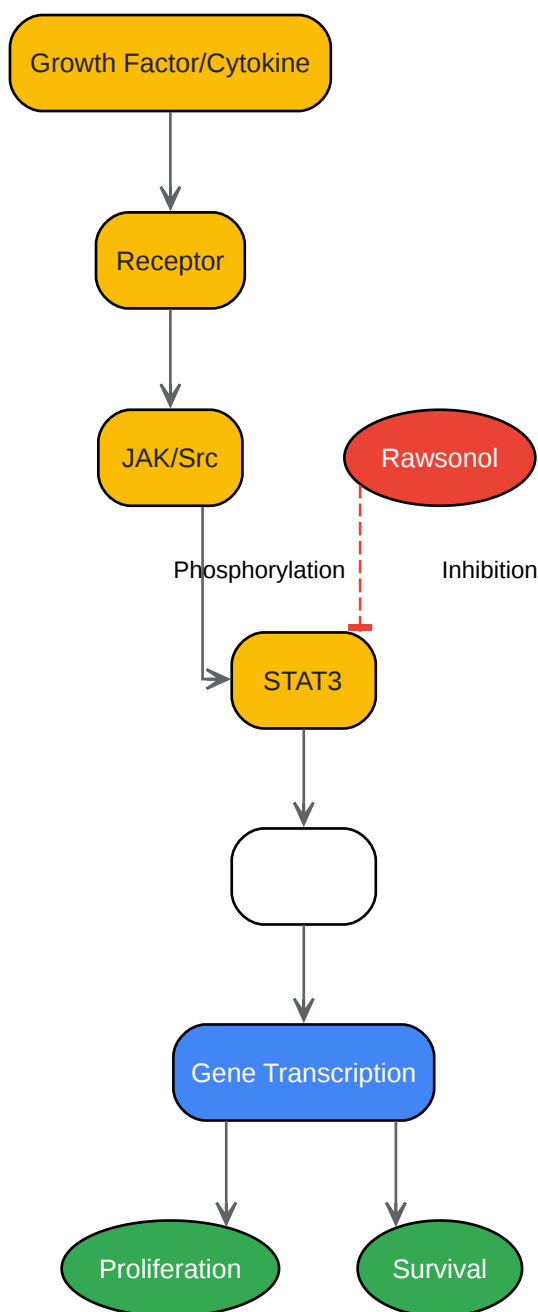 Growth Factor/Cytokine
Receptor
JAK/Src
Rawsonol
Phosphorylation
Inhibition
STAT3
Gene Transcription
Proliferation
Survival